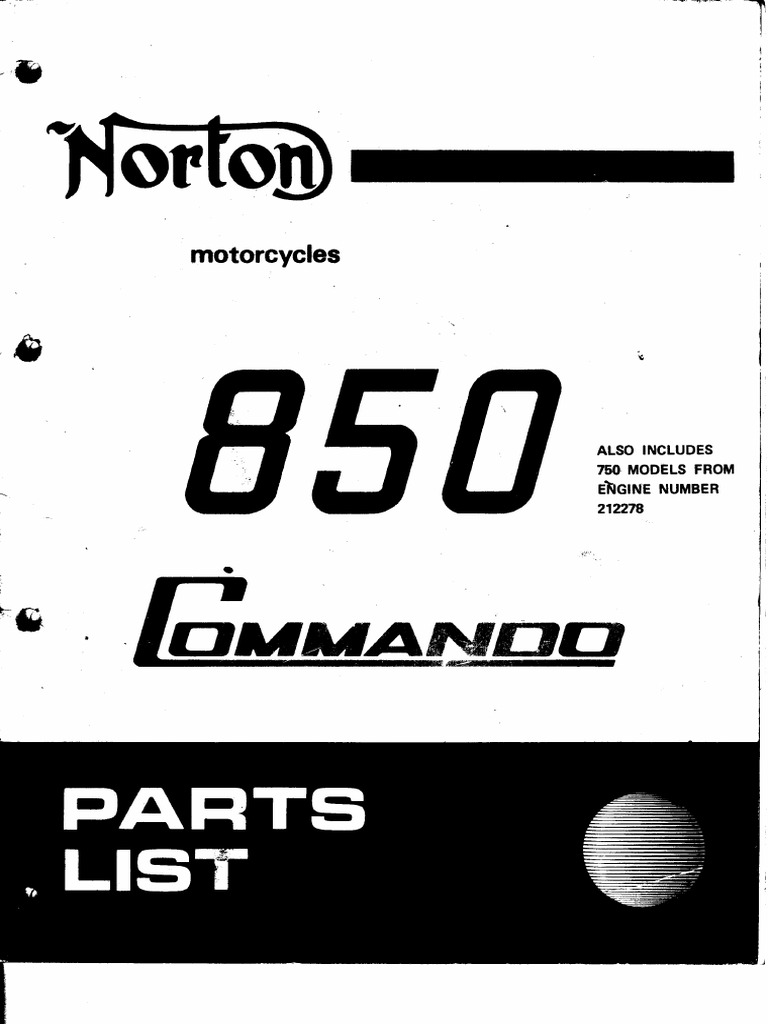 Norton
motorcycles
850
ALSO INCLUDES
750 MODELS FROM
ENGINE NUMBER
212278
COMMANDO
PARTS
LIST